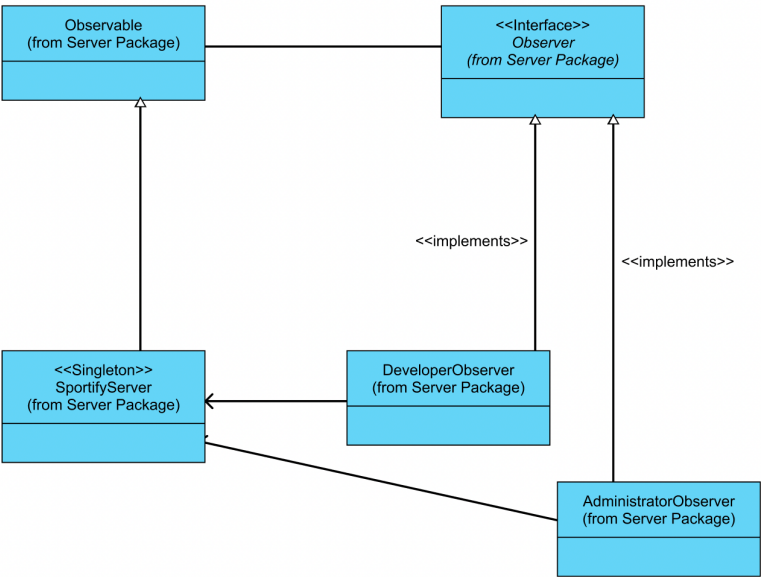 Observable
(from Server Package)
<<Interface>>
Observer
(from Server Package)
<<implements>>
<<implements>>
<<Singleton>>
SportifyServer
(from Server Package)
DeveloperObserver
(from Server Package)
AdministratorObserver
(from Server Package)